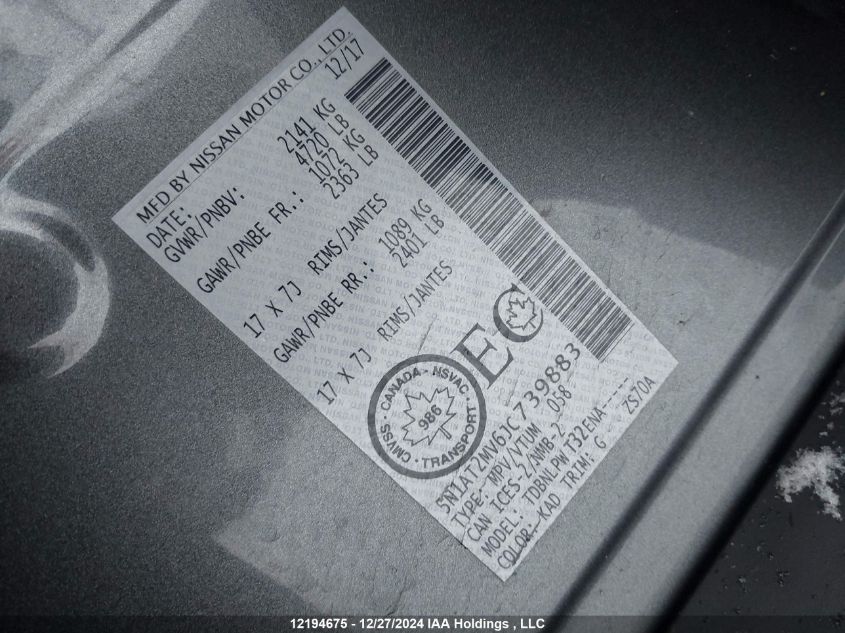 MFD BY NISSAN MOTOR CO., LTD.
DATE: 12/17
GVWR/PNBV: 2141 KG
4720 LB
GAWR/PNBE FR.: 1072 KG
2363 LB
17 X 7J RIMS/JANTES
GAWR/PNBE RR.: 1089 KG
2401 LB
17 X 7J RIMS/JANTES
CANADA - NSVAC
986
CMVSS - TRANSPORT
EC
5N1AT2MV6JC739883
TYPE: MPV/VTUM 058
CAN ICES-2/NMB-2
MODEL: TDBNLPW T32ENA----
COLOR: KAD TRIM: G ZS70A
12194675 - 12/27/2024 IAA Holdings , LLC